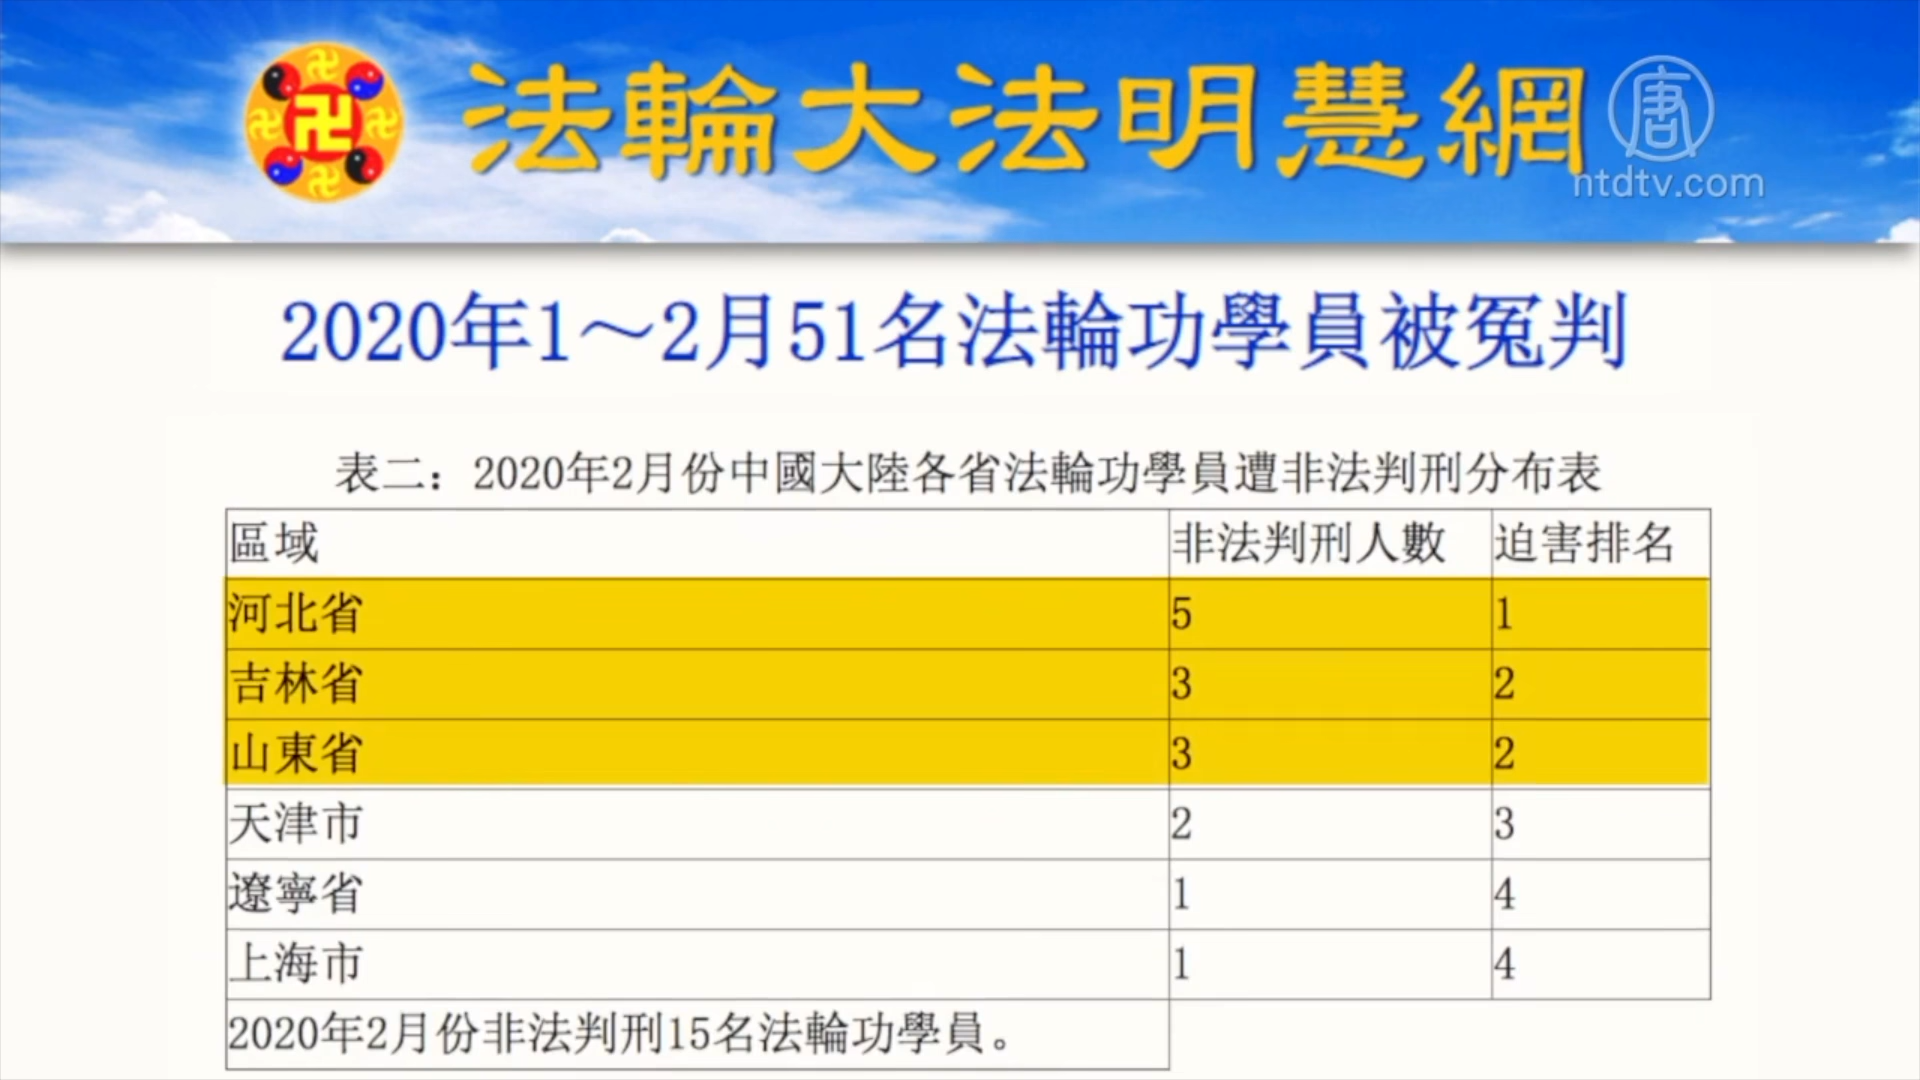 法輪大法明慧網
唐
ntdtv.com
2020年1～2月51名法輪功學員被冤判
表二：2020年2月份中國大陸各省法輪功學員遭非法判刑分布表
區域 非法判刑人數 迫害排名
河北省 5 1
吉林省 3 2
山東省 3 2
天津市 2 3
遼寧省 1 4
上海市 1 4
2020年2月份非法判刑15名法輪功學員。